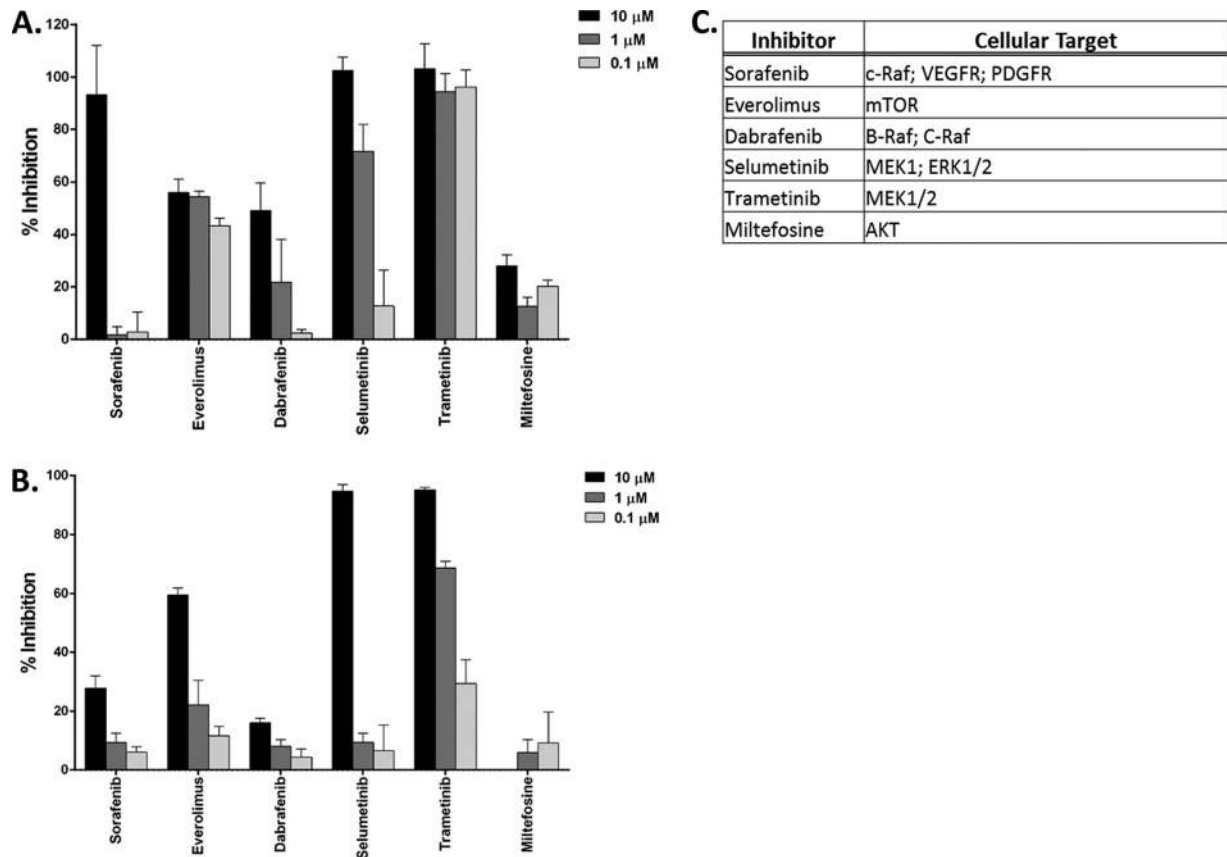 A.
% Inhibition
120
100
80
60
40
20
0
10 μM
1 μM
0.1 μM
Sorafenib
Everolimus
Dabrafenib
Selumetinib
Trametinib
Miltefosine
B.
% Inhibition
100
80
60
40
20
0
10 μM
1 μM
0.1 μM
Sorafenib
Everolimus
Dabrafenib
Selumetinib
Trametinib
Miltefosine
C.
Inhibitor Cellular Target
Sorafenib c-Raf; VEGFR; PDGFR
Everolimus mTOR
Dabrafenib B-Raf; C-Raf
Selumetinib MEK1; ERK1/2
Trametinib MEK1/2
Miltefosine AKT